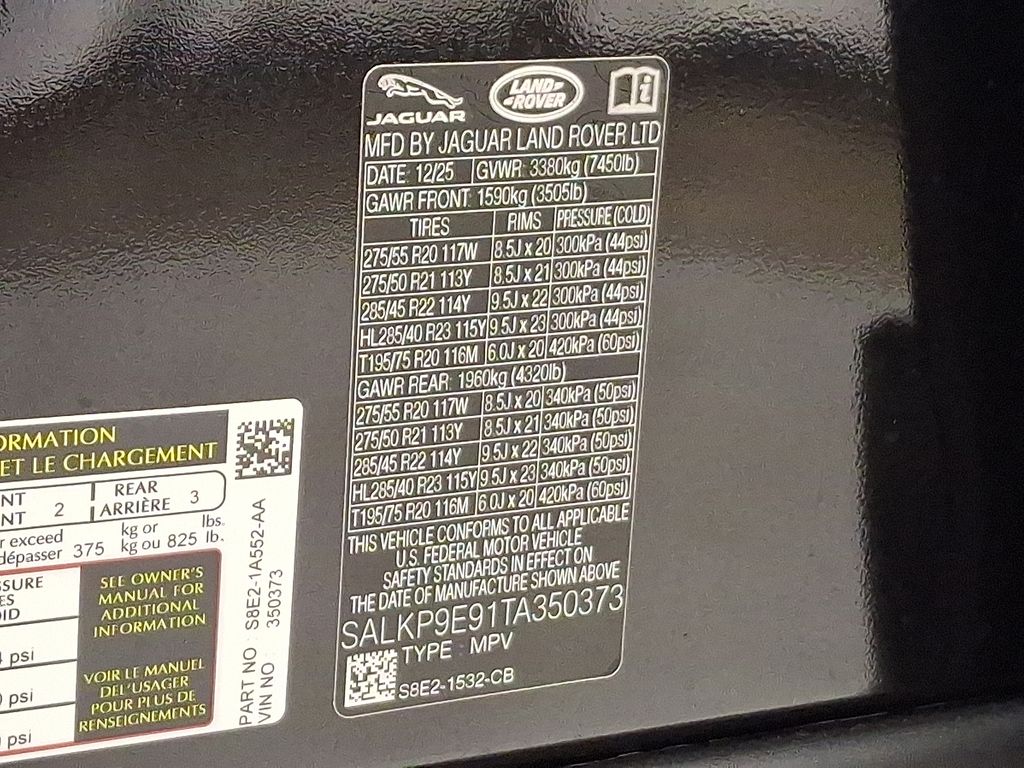 JAGUAR
LAND ROVER
MFD BY JAGUAR LAND ROVER LTD
DATE: 12/25 GVWR: 3380kg (7450lb)
GAWR FRONT: 1590kg (3505lb)
TIRES RIMS PRESSURE (COLD)
275/55 R20 117W 8.5J x 20 300kPa (44psi)
275/50 R21 113Y 8.5J x 21 300kPa (44psi)
285/45 R22 114Y 9.5J x 22 300kPa (44psi)
HL285/40 R23 115Y 9.5J x 23 300kPa (44psi)
T195/75 R20 116M 6.0J x 20 420kPa (60psi)
GAWR REAR: 1960kg (4320lb)
275/55 R20 117W 8.5J x 20 340kPa (50psi)
275/50 R21 113Y 8.5J x 21 340kPa (50psi)
285/45 R22 114Y 9.5J x 22 340kPa (50psi)
HL285/40 R23 115Y 9.5J x 23 340kPa (50psi)
T195/75 R20 116M 6.0J x 20 420kPa (60psi)
THIS VEHICLE CONFORMS TO ALL APPLICABLE
U.S. FEDERAL MOTOR VEHICLE
SAFETY STANDARDS IN EFFECT ON
THE DATE OF MANUFACTURE SHOWN ABOVE
SALKP9E91TA350373
TYPE : MPV
S8E2-1532-CB
ORMATION
ET LE CHARGEMENT
NT 2 REAR 3
NT ARRIÈRE
r exceed 375 kg or 825 lbs.
dépasser kg ou lb.
SSURE
ES
OID
psi
psi
psi
SEE OWNER'S
MANUAL FOR
ADDITIONAL
INFORMATION
VOIR LE MANUEL
DEL'USAGER
POUR PLUS DE
RENSEIGNEMENTS
PART NO : S8E2-1A552-AA
VIN NO : 350373